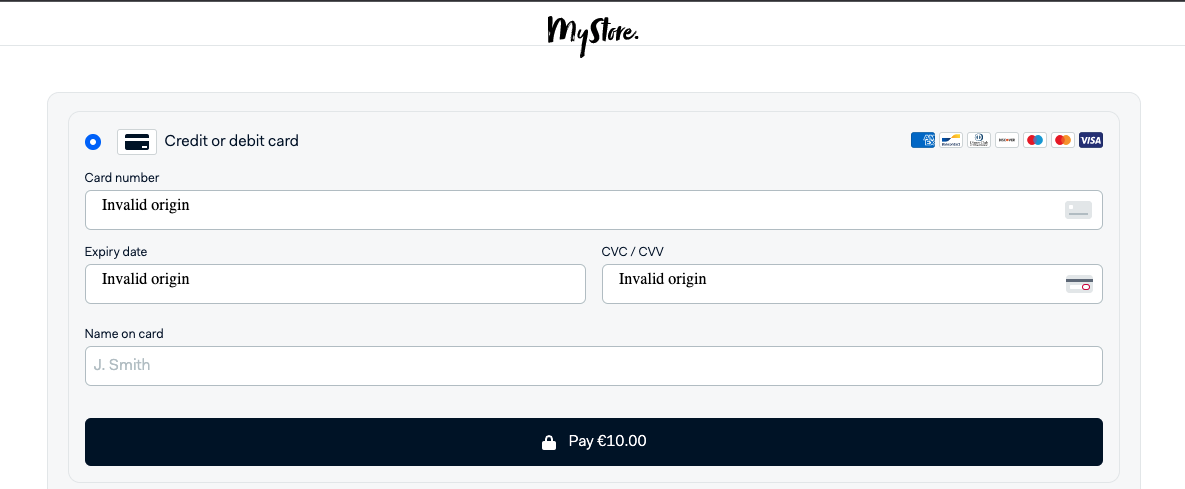 MyStore.
Credit or debit card
VISA
Card number
Invalid origin
Expiry date
CVC / CVV
Invalid origin
Invalid origin
Name on card
J. Smith
Pay €10.00